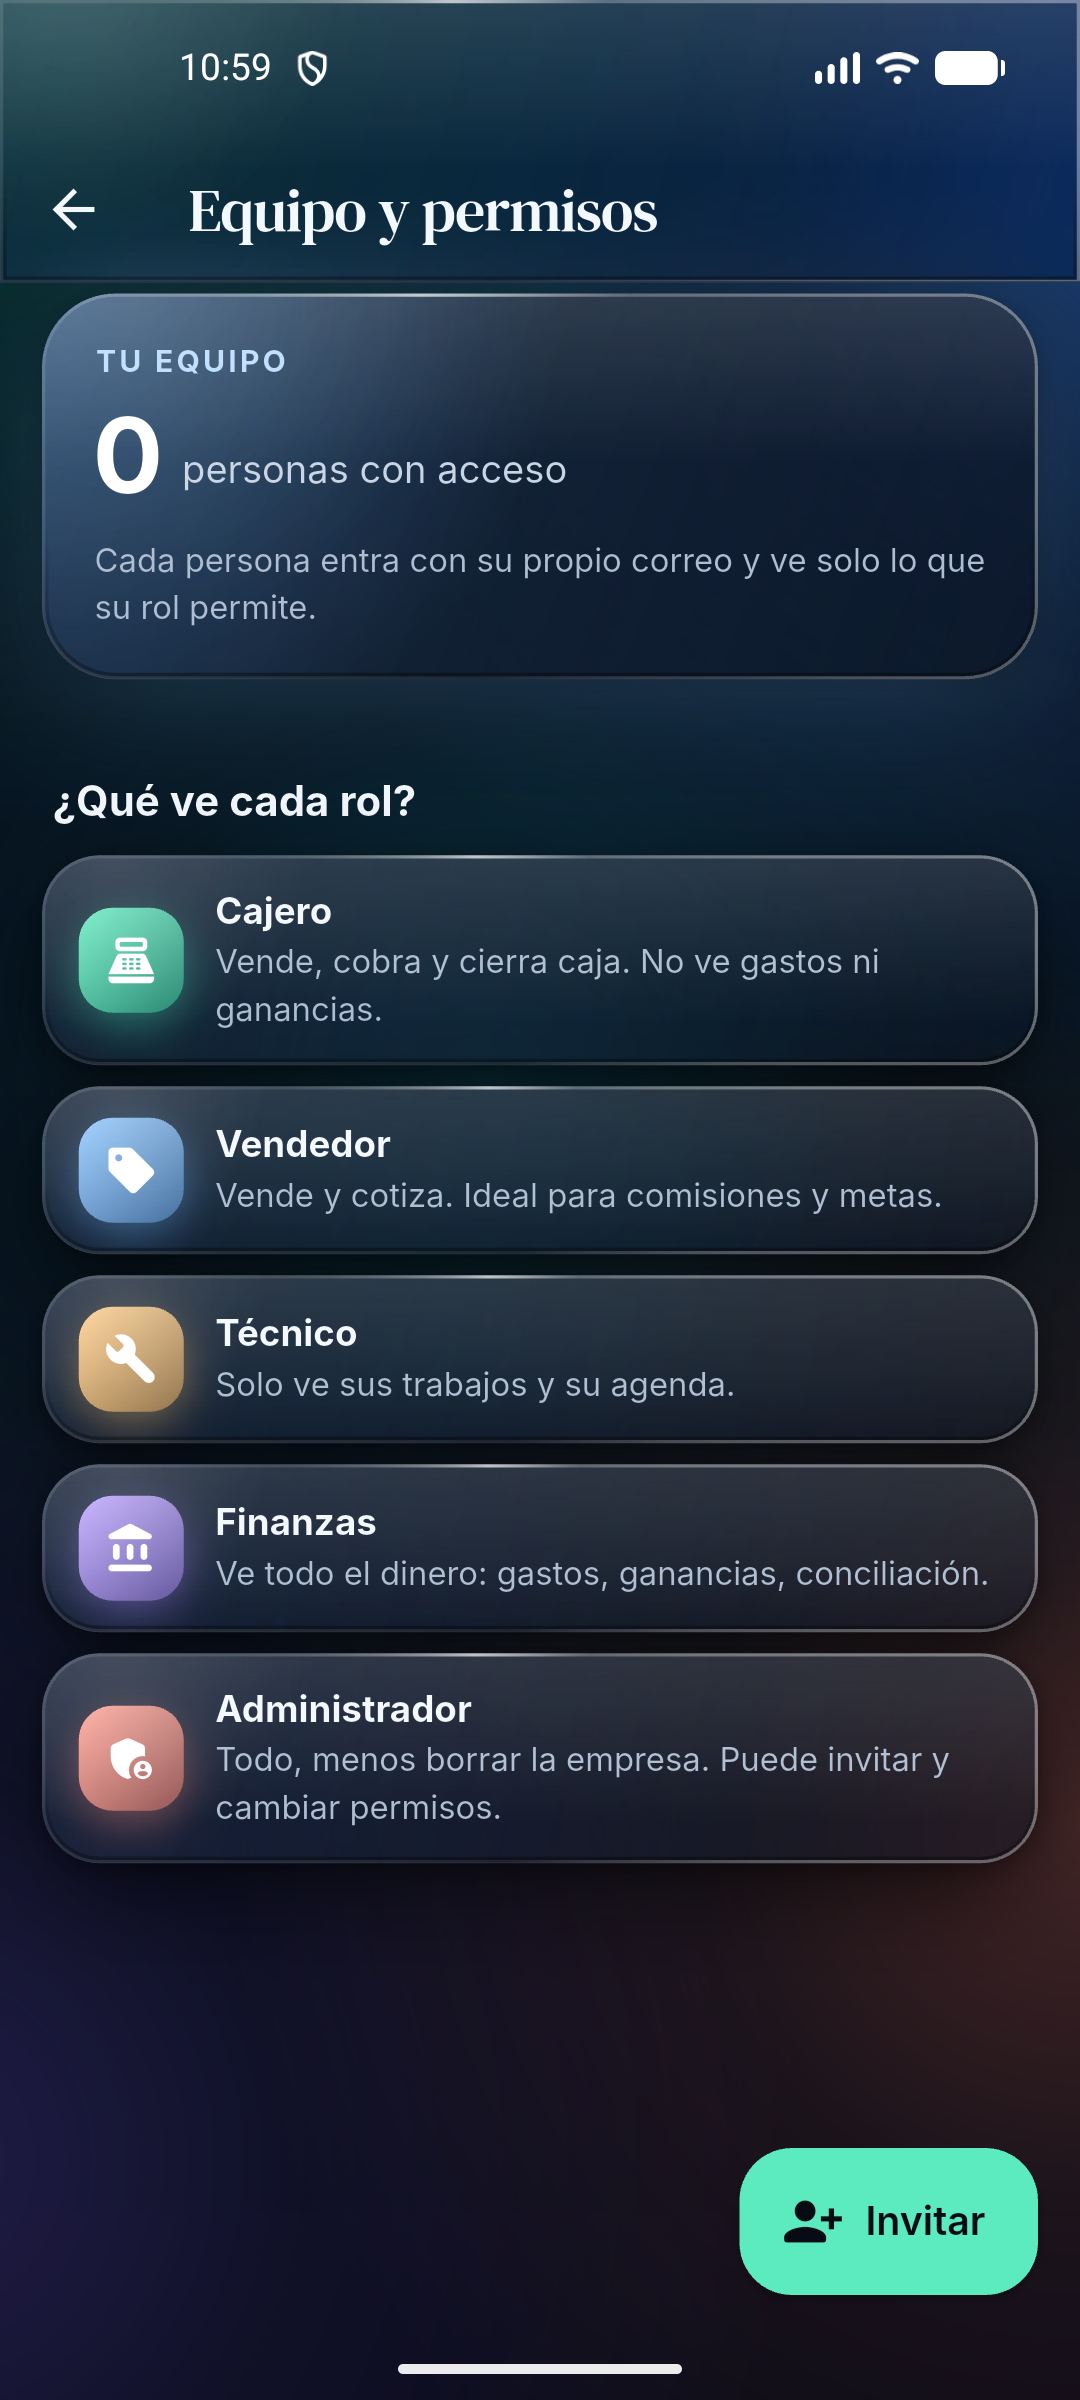 10:59
Equipo y permisos
TU EQUIPO
0 personas con acceso
Cada persona entra con su propio correo y ve solo lo que
su rol permite.
¿Qué ve cada rol?
Cajero
Vende, cobra y cierra caja. No ve gastos ni
ganancias.
Vendedor
Vende y cotiza. Ideal para comisiones y metas.
Técnico
Solo ve sus trabajos y su agenda.
Finanzas
Ve todo el dinero: gastos, ganancias, conciliación.
Administrador
Todo, menos borrar la empresa. Puede invitar y
cambiar permisos.
Invitar